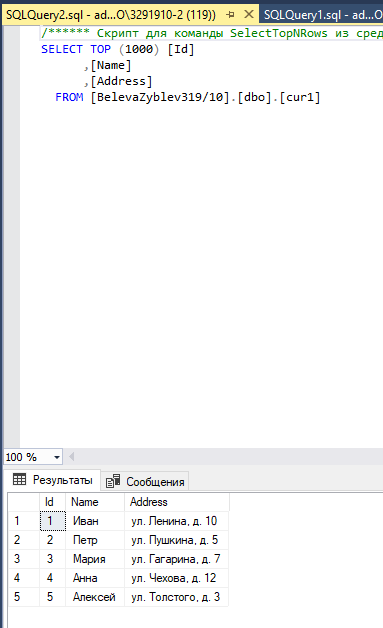 SQLQuery2.sql - ad...O\3291910-2 (119)) SQLQuery1.sql - ad...O
/****** Скрипт для команды SelectTopNRows из сред
SELECT TOP (1000) [Id]
,[Name]
,[Address]
FROM [BelevaZyblev319/10].[dbo].[cur1]
100 %
Результаты Сообщения
Id Name Address
1 1 Иван ул. Ленина, д. 10
2 2 Петр ул. Пушкина, д. 5
3 3 Мария ул. Гагарина, д. 7
4 4 Анна ул. Чехова, д. 12
5 5 Алексей ул. Толстого, д. 3